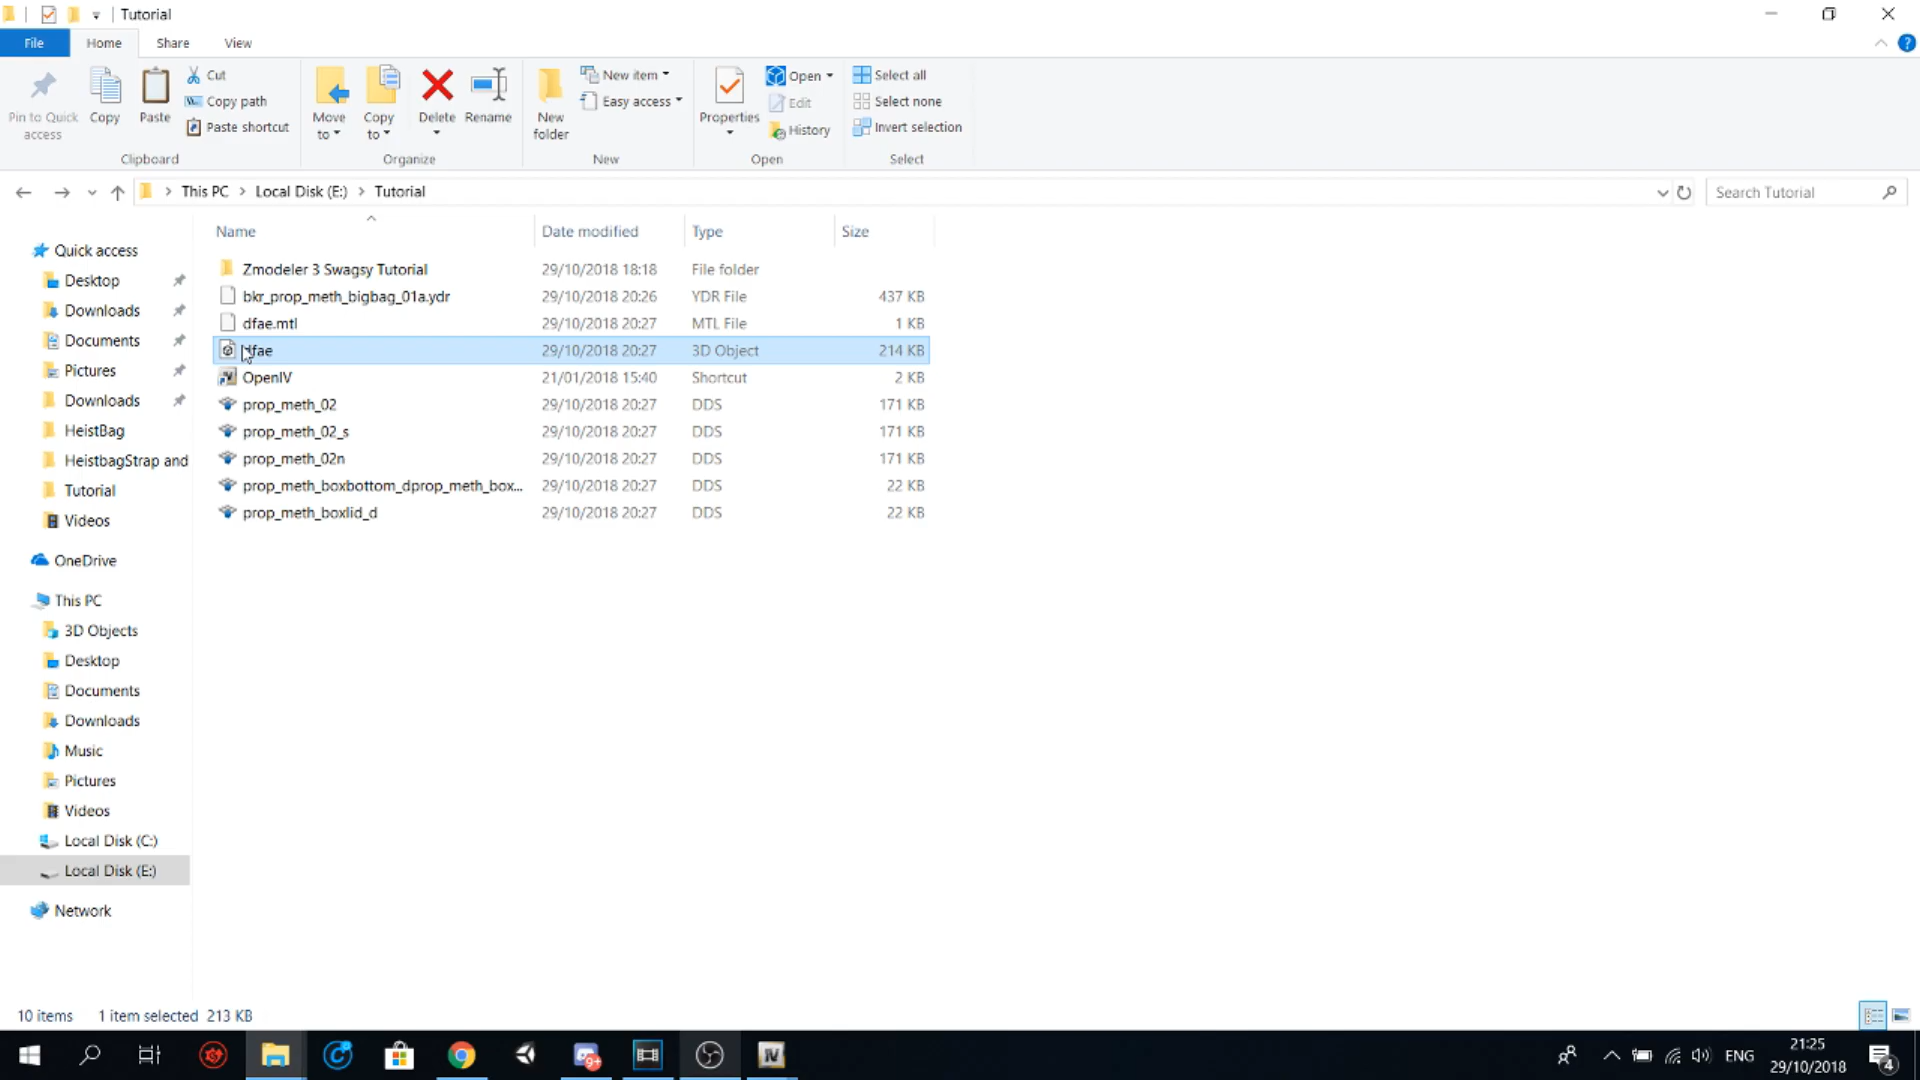 Tutorial
File Home Share View
Pin to Quick access
Copy
Paste
Cut
Copy path
Paste shortcut
Clipboard
Move to
Copy to
Delete
Rename
Organize
New folder
New item
Easy access
New
Properties
Open
Edit
History
Open
Select all
Select none
Invert selection
Select
This PC > Local Disk (E:) > Tutorial
Search Tutorial
Name Date modified Type Size
Zmodeler 3 Swagsy Tutorial 29/10/2018 18:18 File folder
bkr_prop_meth_bigbag_01a.ydr 29/10/2018 20:26 YDR File 437 KB
dfae.mtl 29/10/2018 20:27 MTL File 1 KB
dfae 29/10/2018 20:27 3D Object 214 KB
OpenIV 21/01/2018 15:40 Shortcut 2 KB
prop_meth_02 29/10/2018 20:27 DDS 171 KB
prop_meth_02_s 29/10/2018 20:27 DDS 171 KB
prop_meth_02n 29/10/2018 20:27 DDS 171 KB
prop_meth_boxbottom_dprop_meth_box... 29/10/2018 20:27 DDS 22 KB
prop_meth_boxlid_d 29/10/2018 20:27 DDS 22 KB
Quick access
Desktop
Downloads
Documents
Pictures
Downloads
HeistBag
HeistbagStrap and
Tutorial
Videos
OneDrive
This PC
3D Objects
Desktop
Documents
Downloads
Music
Pictures
Videos
Local Disk (C:)
Local Disk (E:)
Network
10 items 1 item selected 213 KB
9+
IV
ENG
21:25
29/10/2018
4